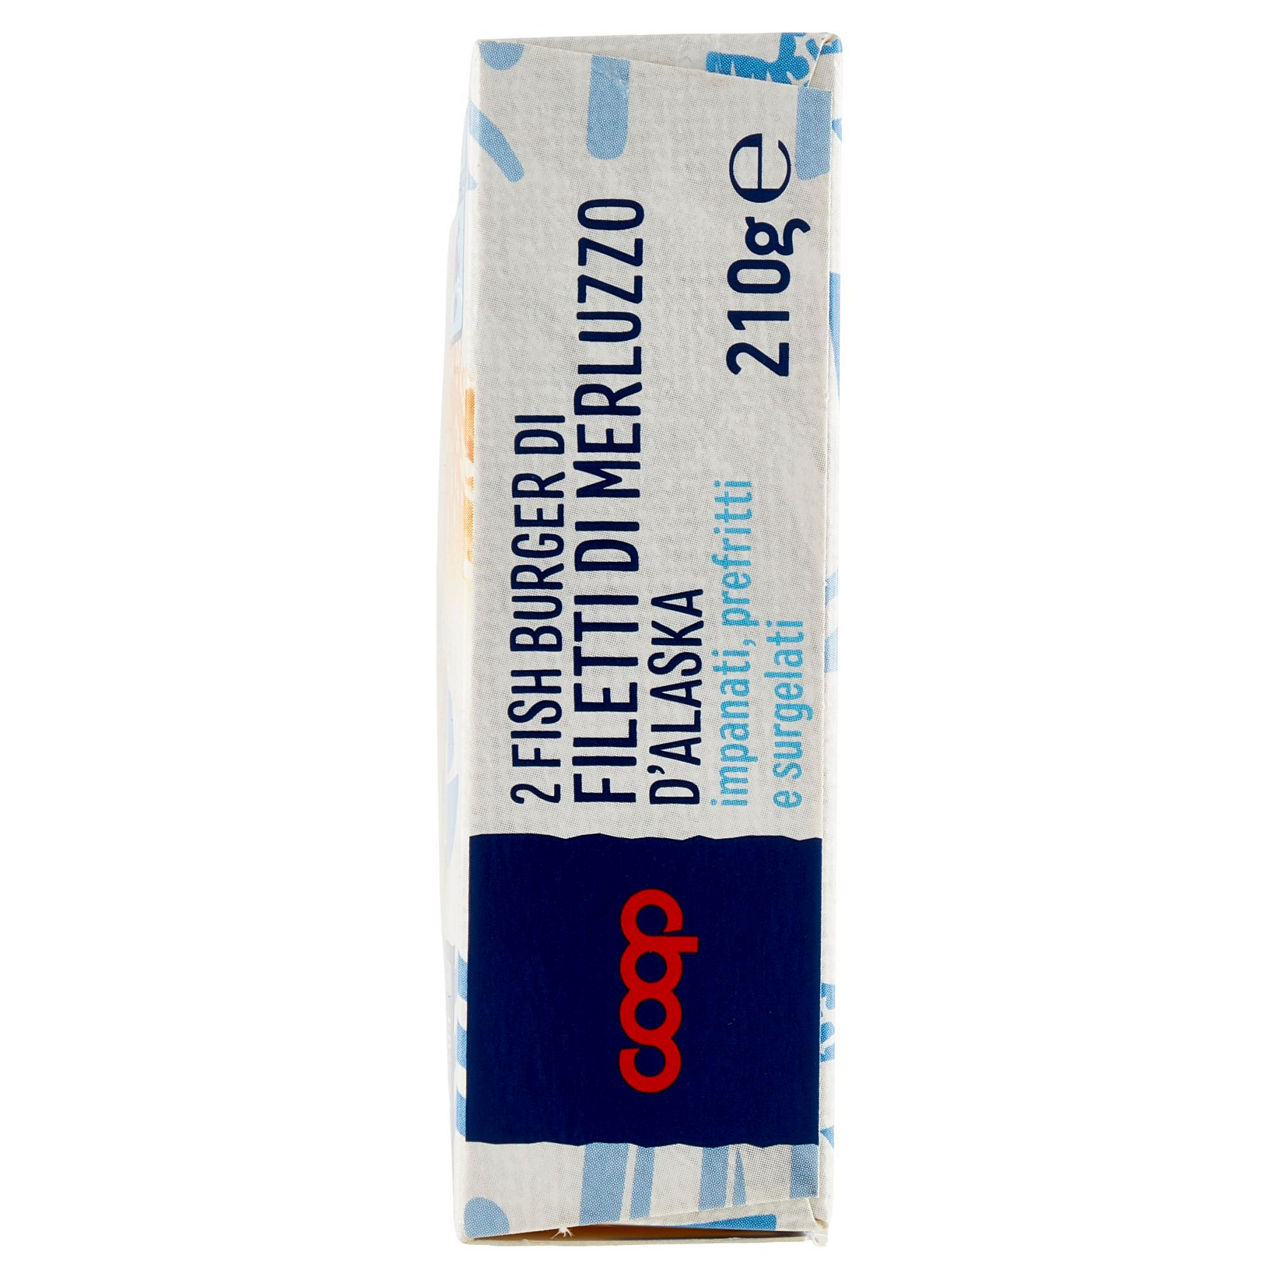 coop
2 FISH BURGER DI
FILETTI DI MERLUZZO
D'ALASKA
impanati, prefritti
e surgelati
210g e